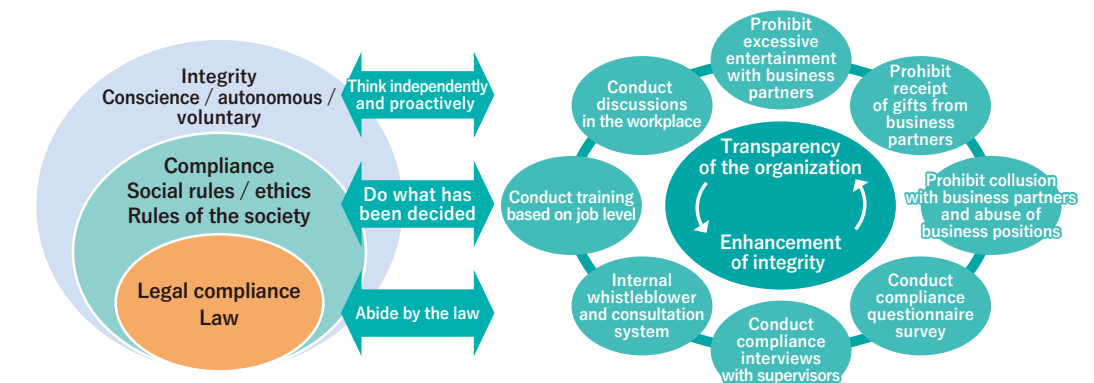 Integrity
Conscience / autonomous /
voluntary
Compliance
Social rules / ethics
Rules of the society
Legal compliance
Law
Think independently
and proactively
Do what has
been decided
Abide by the law
Prohibit
excessive
entertainment
with business
partners
Prohibit
receipt
of gifts from
business
partners
Prohibit collusion
with business partners
and abuse of
business positions
Conduct
compliance
questionnaire
survey
Conduct
compliance
interviews
with supervisors
Internal
whistleblower
and consultation
system
Conduct training
based on job level
Conduct
discussions
in the workplace
Transparency
of the organization
Enhancement
of integrity